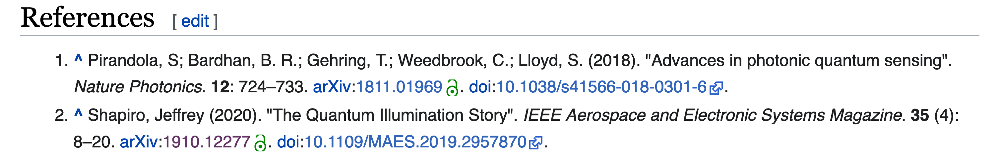 References [ edit ]
1. ^ Pirandola, S; Bardhan, B. R.; Gehring, T.; Weedbrook, C.; Lloyd, S. (2018). "Advances in photonic quantum sensing".
Nature Photonics. 12: 724–733. arXiv:1811.01969. doi:10.1038/s41566-018-0301-6.
2. ^ Shapiro, Jeffrey (2020). "The Quantum Illumination Story". IEEE Aerospace and Electronic Systems Magazine. 35 (4):
8–20. arXiv:1910.12277. doi:10.1109/MAES.2019.2957870.